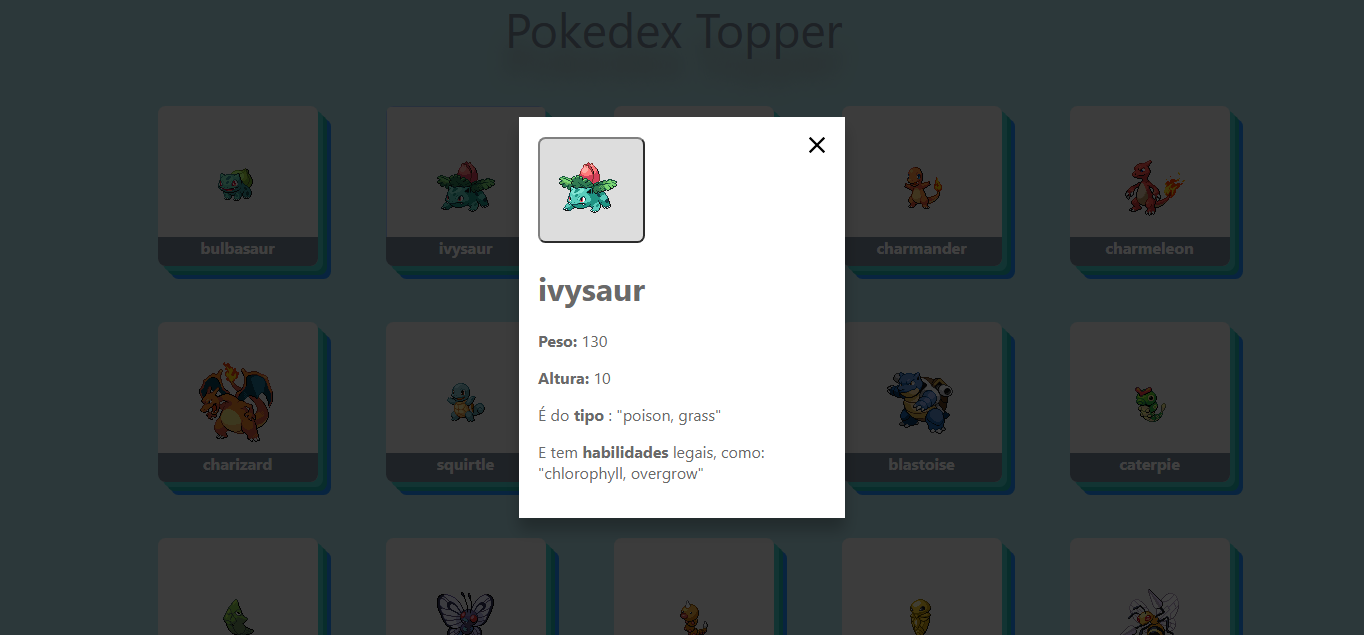 Pokedex Topper
bulbasaur
ivysaur
charmander
charmeleon
ivysaur
Peso: 130
Altura: 10
É do tipo : "poison, grass"
E tem habilidades legais, como:
"chlorophyll, overgrow"
charizard
squirtle
blastoise
caterpie